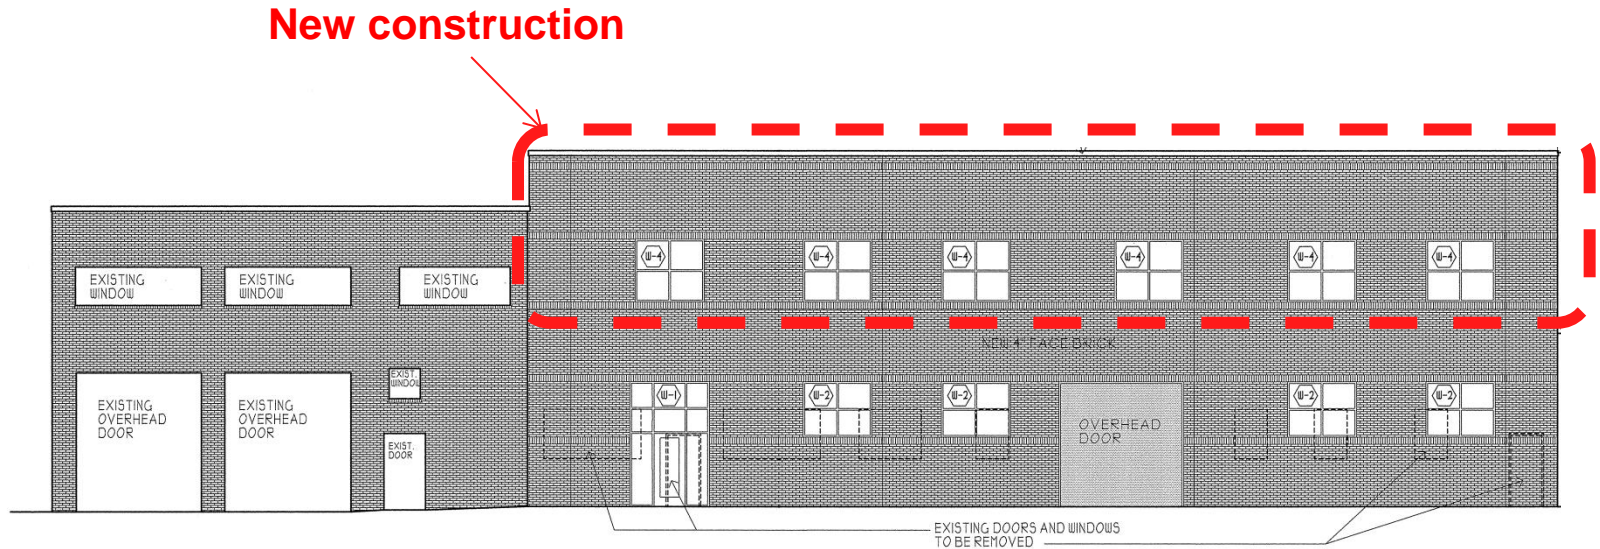 New construction
W-4
W-4
W-4
W-4
W-4
W-4
EXISTING
WINDOW
EXISTING
WINDOW
EXISTING
WINDOW
NEW 4" FACE BRICK
EXIST.
WINDOW
W-1
W-2
W-2
W-2
W-2
EXISTING
OVERHEAD
DOOR
EXISTING
OVERHEAD
DOOR
EXIST.
DOOR
OVERHEAD
DOOR
EXISTING DOORS AND WINDOWS
TO BE REMOVED